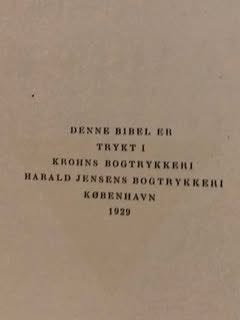 DENNE BIBEL ER
TRYKT I
KROHNS BOGTRYKKERI
HARALD JENSENS BOGTRYKKERI
KØBENHAVN
1929